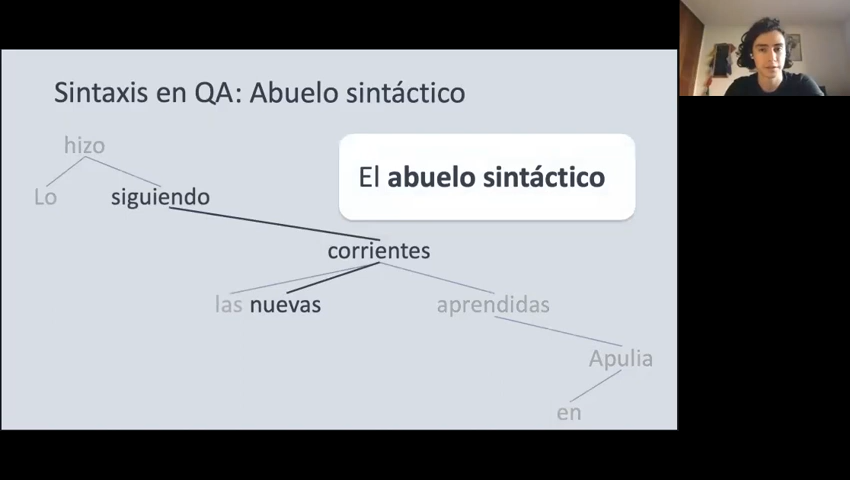 Sintaxis en QA: Abuelo sintáctico
hizo
El abuelo sintáctico
Lo siguiendo
corrientes
las nuevas aprendidas
Apulia
en